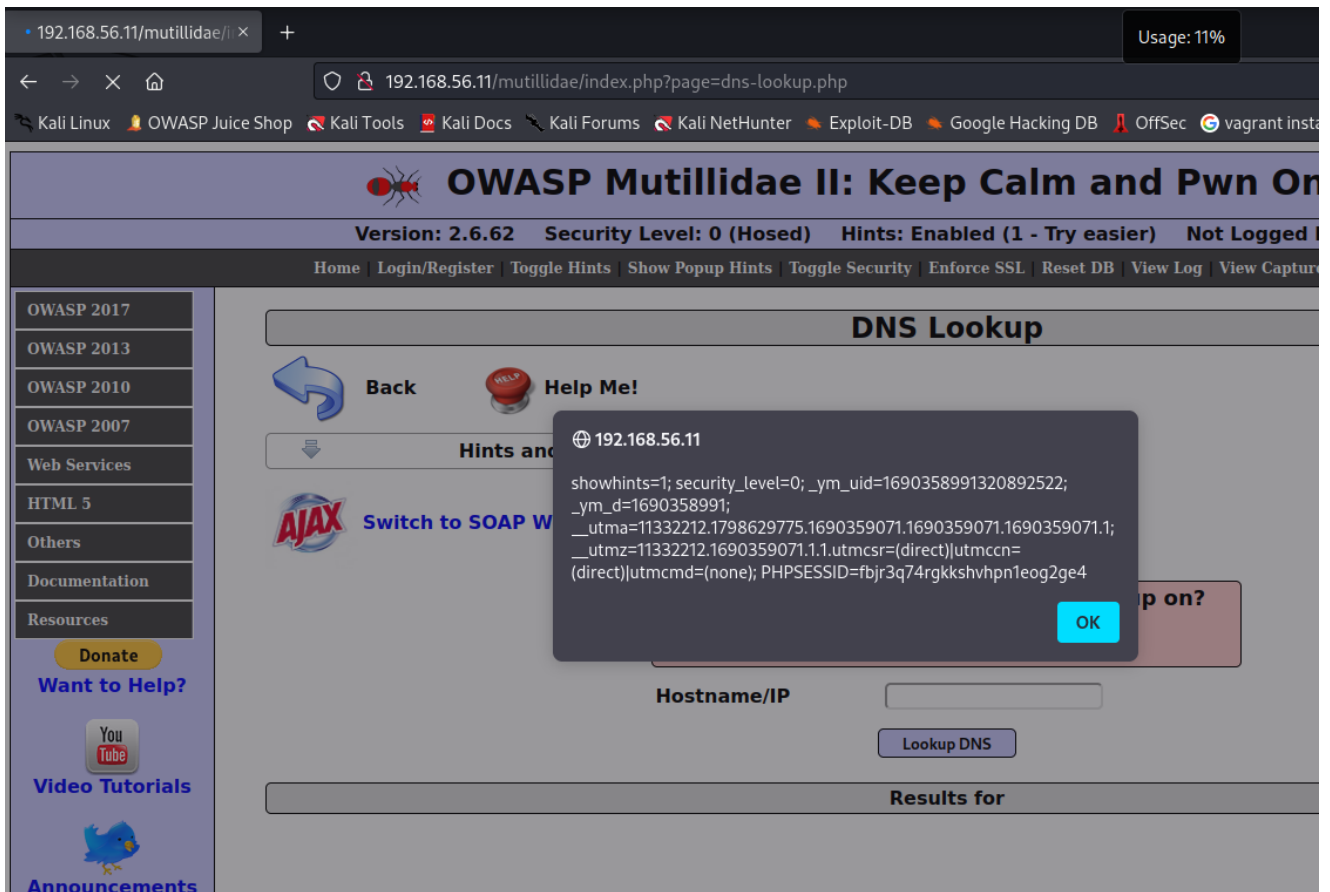 192.168.56.11/mutillidae/i
Usage: 11%
192.168.56.11/mutillidae/index.php?page=dns-lookup.php
Kali Linux OWASP Juice Shop Kali Tools Kali Docs Kali Forums Kali NetHunter Exploit-DB Google Hacking DB OffSec vagrant insta
OWASP Mutillidae II: Keep Calm and Pwn On
Version: 2.6.62 Security Level: 0 (Hosed) Hints: Enabled (1 - Try easier) Not Logged I
Home | Login/Register | Toggle Hints | Show Popup Hints | Toggle Security | Enforce SSL | Reset DB | View Log | View Captur
OWASP 2017
OWASP 2013
OWASP 2010
OWASP 2007
Web Services
HTML 5
Others
Documentation
Resources
Donate
Want to Help?
You
Tube
Video Tutorials
Announcements
DNS Lookup
Back
HELP
Help Me!
Hints and
AJAX
Switch to SOAP W
192.168.56.11
showhints=1; security_level=0; _ym_uid=1690358991320892522;
_ym_d=1690358991;
__utma=11332212.1798629775.1690359071.1690359071.1690359071.1;
__utmz=11332212.1690359071.1.1.utmcsr=(direct)|utmccn=
(direct)|utmcmd=(none); PHPSESSID=fbjr3q74rgkkshvhpn1eog2ge4
OK
up on?
Hostname/IP
Lookup DNS
Results for